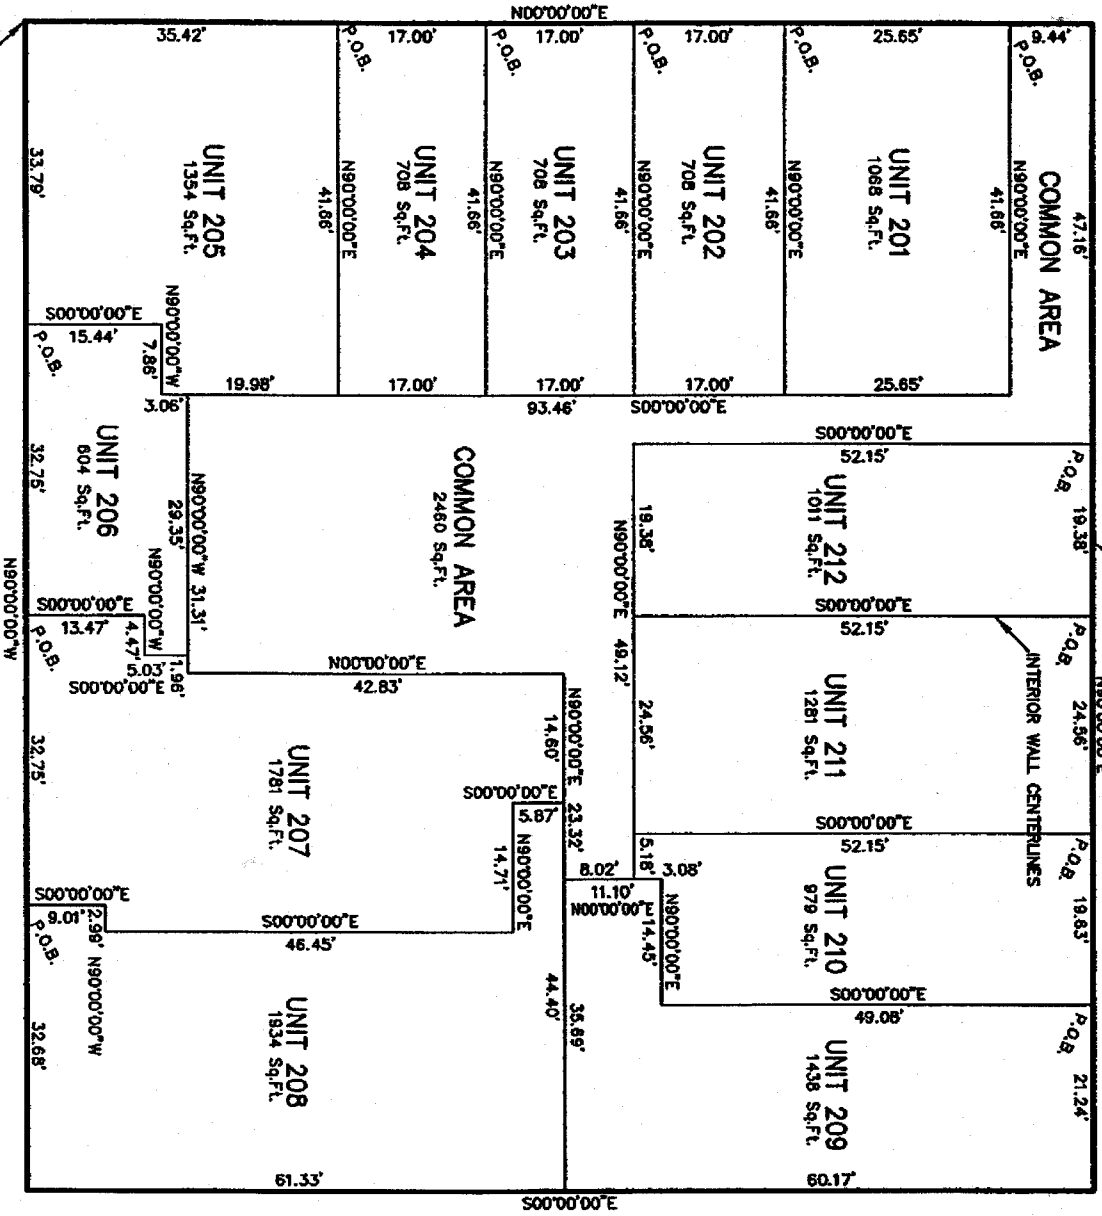 N00°00'00"E
35.42'
17.00'
17.00'
17.00'
25.65'
9.44'
P.O.B.
P.O.B.
P.O.B.
P.O.B.
P.O.B.
33.79'
UNIT 205
1354 Sq.Ft.
41.66'
N90°00'00"E
UNIT 204
708 Sq.Ft.
N90°00'00"E
41.66'
UNIT 203
708 Sq.Ft.
41.66'
N90°00'00"E
UNIT 202
708 Sq.Ft.
41.66'
N90°00'00"E
UNIT 201
1068 Sq.Ft.
41.66'
N90°00'00"E
COMMON AREA
47.16'
S00°00'00"E
15.44'
P.O.B.
N90°00'00"W
7.86'
19.98'
17.00'
17.00'
17.00'
25.65'
3.06'
93.46'
S00°00'00"E
32.75'
UNIT 206
604 Sq.Ft.
29.35'
N90°00'00"W 31.31'
COMMON AREA
2460 Sq.Ft.
S00°00'00"E
52.15'
P.O.B.
19.38'
UNIT 212
1011 Sq.Ft.
19.38'
N90°00'00"E
49.12'
N90°00'00"W
S00°00'00"E
13.47'
P.O.B.
N90°00'00"W
4.47'
5.03'
1.96'
S00°00'00"E
N00°00'00"E
42.83'
S00°00'00"E
52.15'
P.O.B.
INTERIOR WALL CENTERLINES
24.56'
UNIT 211
1281 Sq.Ft.
24.56'
N90°00'00"E
14.60'
32.75'
UNIT 207
1781 Sq.Ft.
S00°00'00"E
5.87'
23.32'
N90°00'00"E
14.71'
S00°00'00"E
52.15'
P.O.B.
5.18'
3.08'
8.02'
11.10'
N00°00'00"E
N90°00'00"E
14.45'
UNIT 210
979 Sq.Ft.
19.63'
S00°00'00"E
9.01'
P.O.B.
2.99'
N90°00'00"W
S00°00'00"E
46.45'
44.40'
35.69'
S00°00'00"E
49.08'
P.O.B.
32.68'
UNIT 208
1934 Sq.Ft.
UNIT 209
1438 Sq.Ft.
21.24'
61.33'
60.17'
S00°00'00"E